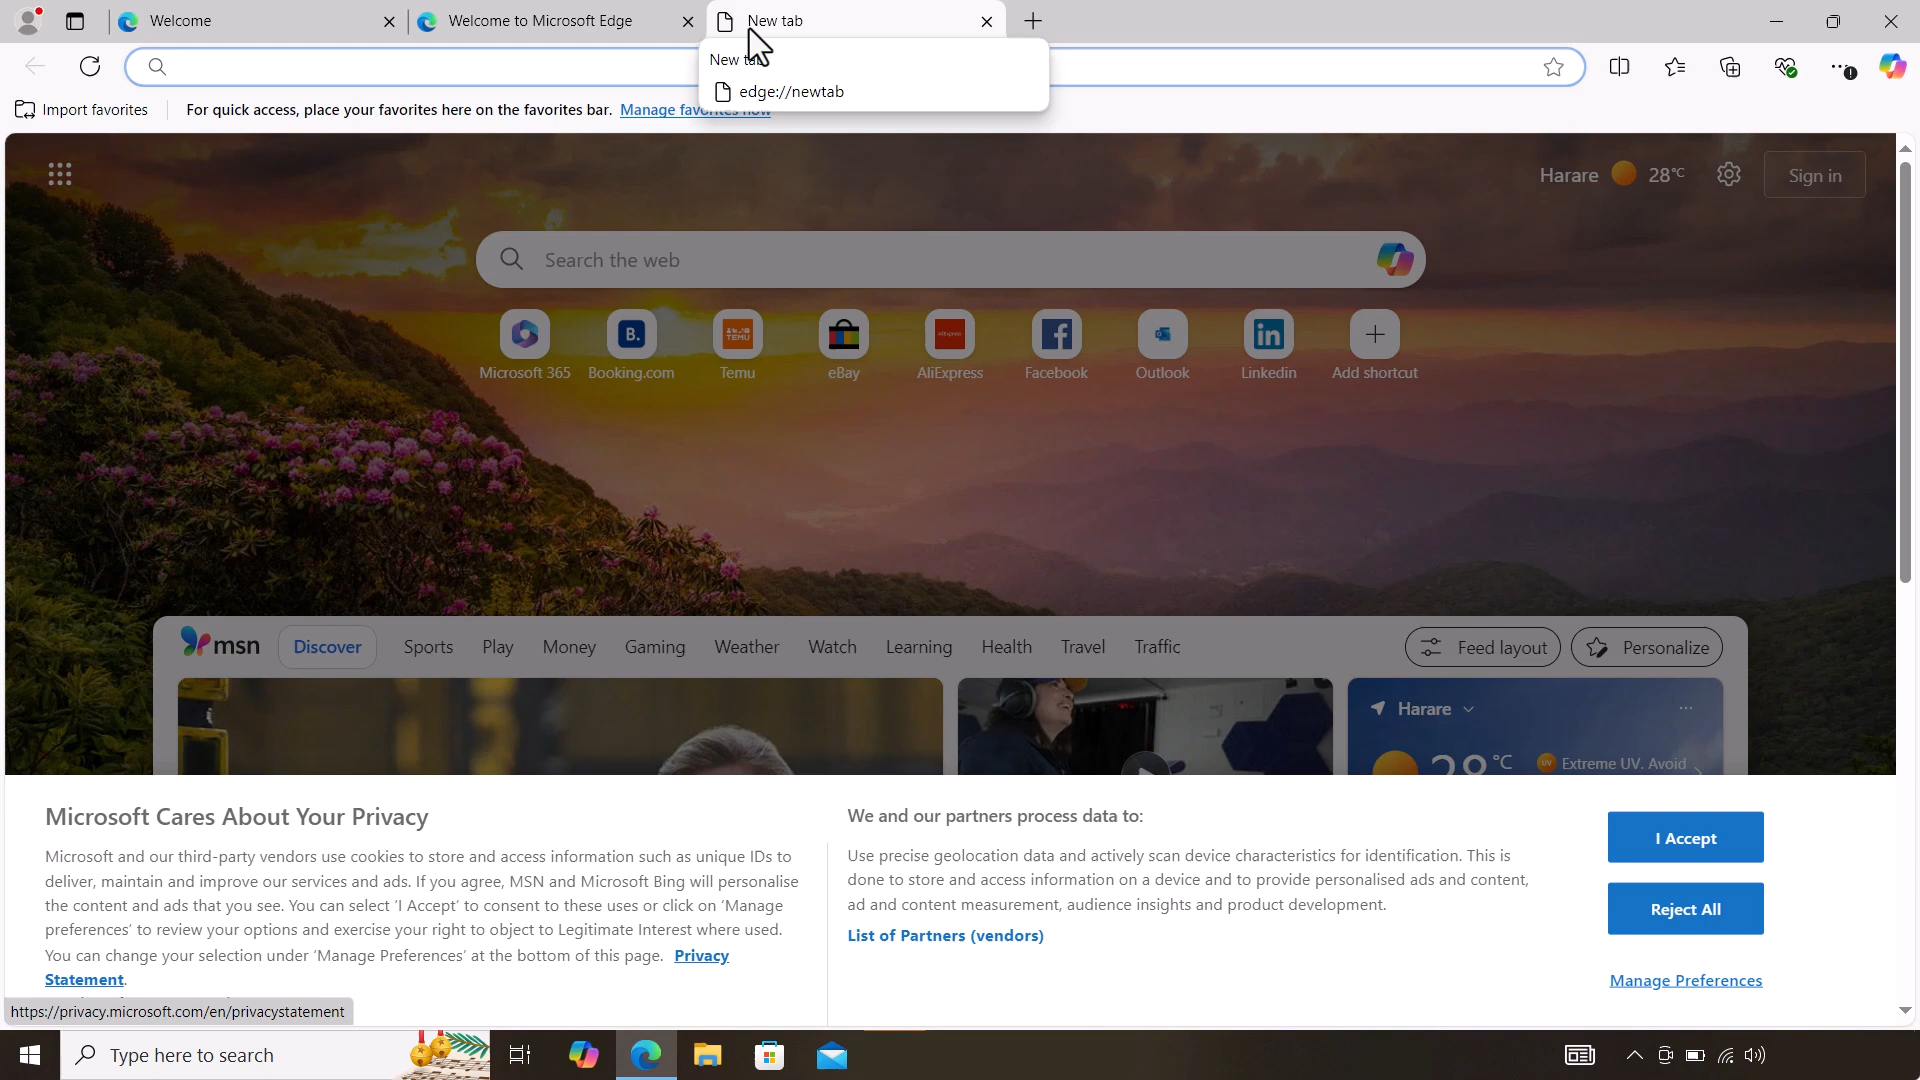 Welcome
Welcome to Microsoft Edge
New tab
New tab
edge://newtab
Import favorites
For quick access, place your favorites here on the favorites bar. Manage favorites now
Harare 28°C
Sign in
Search the web
Microsoft 365 Booking.com Temu eBay AliExpress Facebook Outlook Linkedin Add shortcut
msn Discover Sports Play Money Gaming Weather Watch Learning Health Travel Traffic Feed layout Personalize
Harare
28°C UV Extreme UV. Avoid
Microsoft Cares About Your Privacy
Microsoft and our third-party vendors use cookies to store and access information such as unique IDs to
deliver, maintain and improve our services and ads. If you agree, MSN and Microsoft Bing will personalise
the content and ads that you see. You can select 'I Accept' to consent to these uses or click on 'Manage
preferences' to review your options and exercise your right to object to Legitimate Interest where used.
You can change your selection under 'Manage Preferences' at the bottom of this page. Privacy
Statement.
We and our partners process data to:
Use precise geolocation data and actively scan device characteristics for identification. This is
done to store and access information on a device and to provide personalised ads and content,
ad and content measurement, audience insights and product development.
List of Partners (vendors)
I Accept
Reject All
Manage Preferences
https://privacy.microsoft.com/en/privacystatement
Type here to search